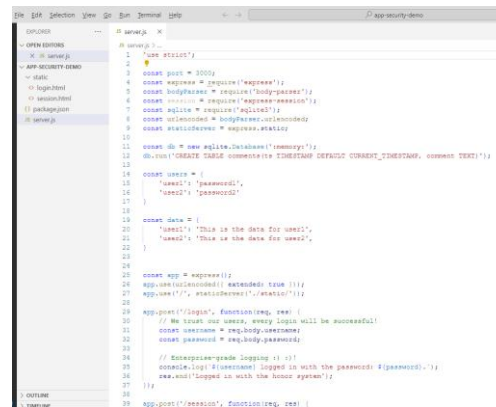 File Edit Selection View Go Run Terminal Help
app-security-demo
EXPLORER
OPEN EDITORS
server.js
APP-SECURITY-DEMO
static
login.html
session.html
package.json
server.js
OUTLINE
TIMELINE
server.js
server.js > ...
1 'use strict';
2
3 const port = 3000;
4 const express = require('express');
5 const bodyParser = require('body-parser');
6 const session = require('express-session');
7 const sqlite = require('sqlite3');
8 const urlencoded = bodyParser.urlencoded;
9 const staticServer = express.static;
10
11 const db = new sqlite.Database(':memory:');
12 db.run('CREATE TABLE comments(ts TIMESTAMP DEFAULT CURRENT_TIMESTAMP, comment TEXT)');
13
14 const users = {
15 'user1': 'password1',
16 'user2': 'password2'
17 }
18
19 const data = {
20 'user1': 'This is the data for user1',
21 'user2': 'This is the data for user2',
22 }
23
24
25 const app = express();
26 app.use(urlencoded({ extended: true }));
27 app.use('/', staticServer('./static/'));
28
29 app.post('/login', function(req, res) {
30 // We trust our users, every login will be successful!
31 const username = req.body.username;
32 const password = req.body.password;
33
34 // Enterprise-grade logging :) :)!
35 console.log(`${username} logged in with the password: ${password}.`);
36 res.end('Logged in with the honor system');
37 });
38
39 app.post('/session', function(req, res) {